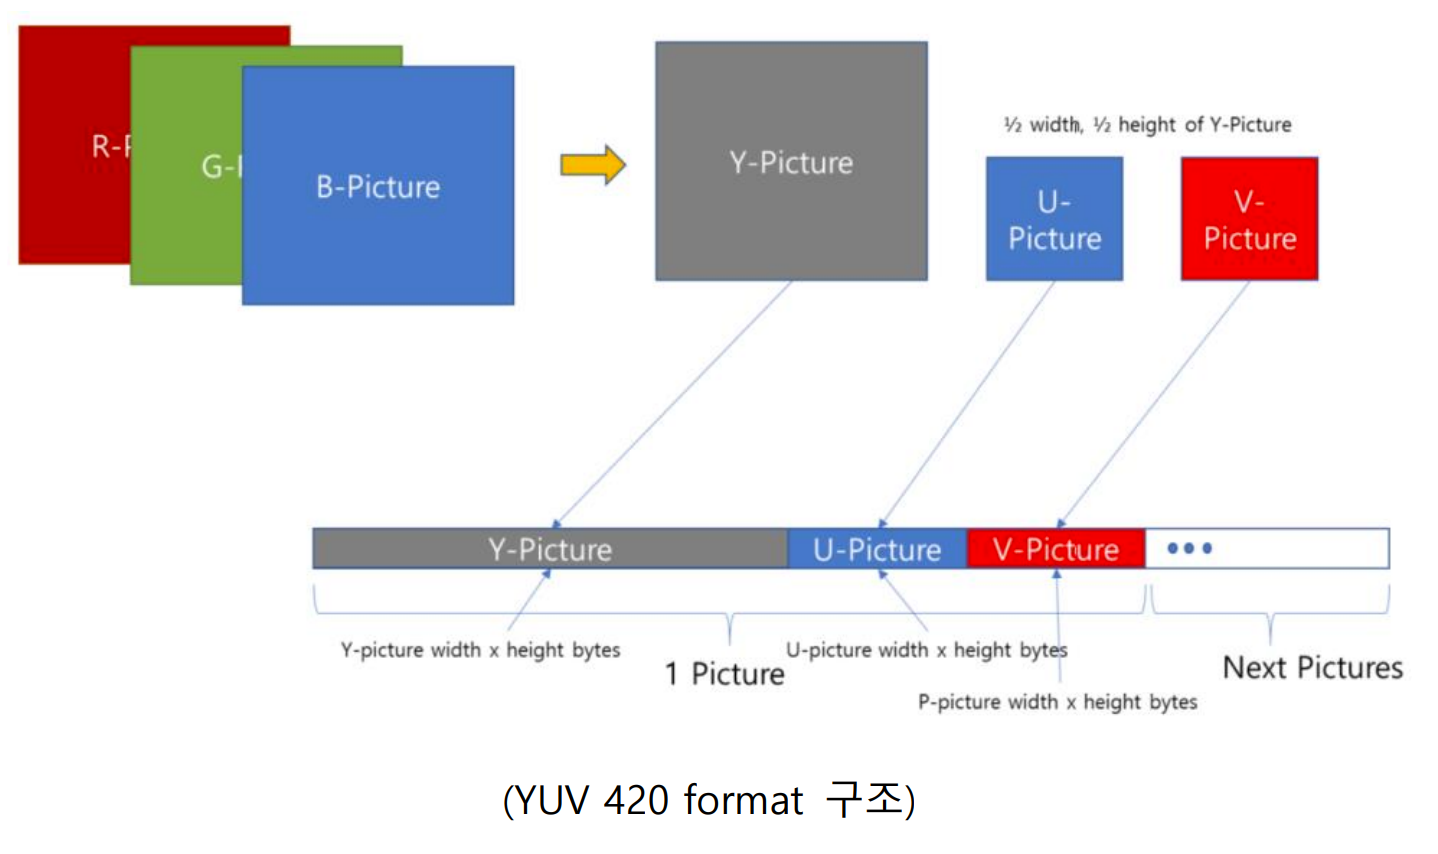 R-P
G-P
B-Picture
Y-Picture
½ width, ½ height of Y-Picture
U-
Picture
V-
Picture
Y-Picture
U-Picture
V-Picture
Y-picture width x height bytes
1 Picture
U-picture width x height bytes
P-picture width x height bytes
Next Pictures
(YUV 420 format 구조)